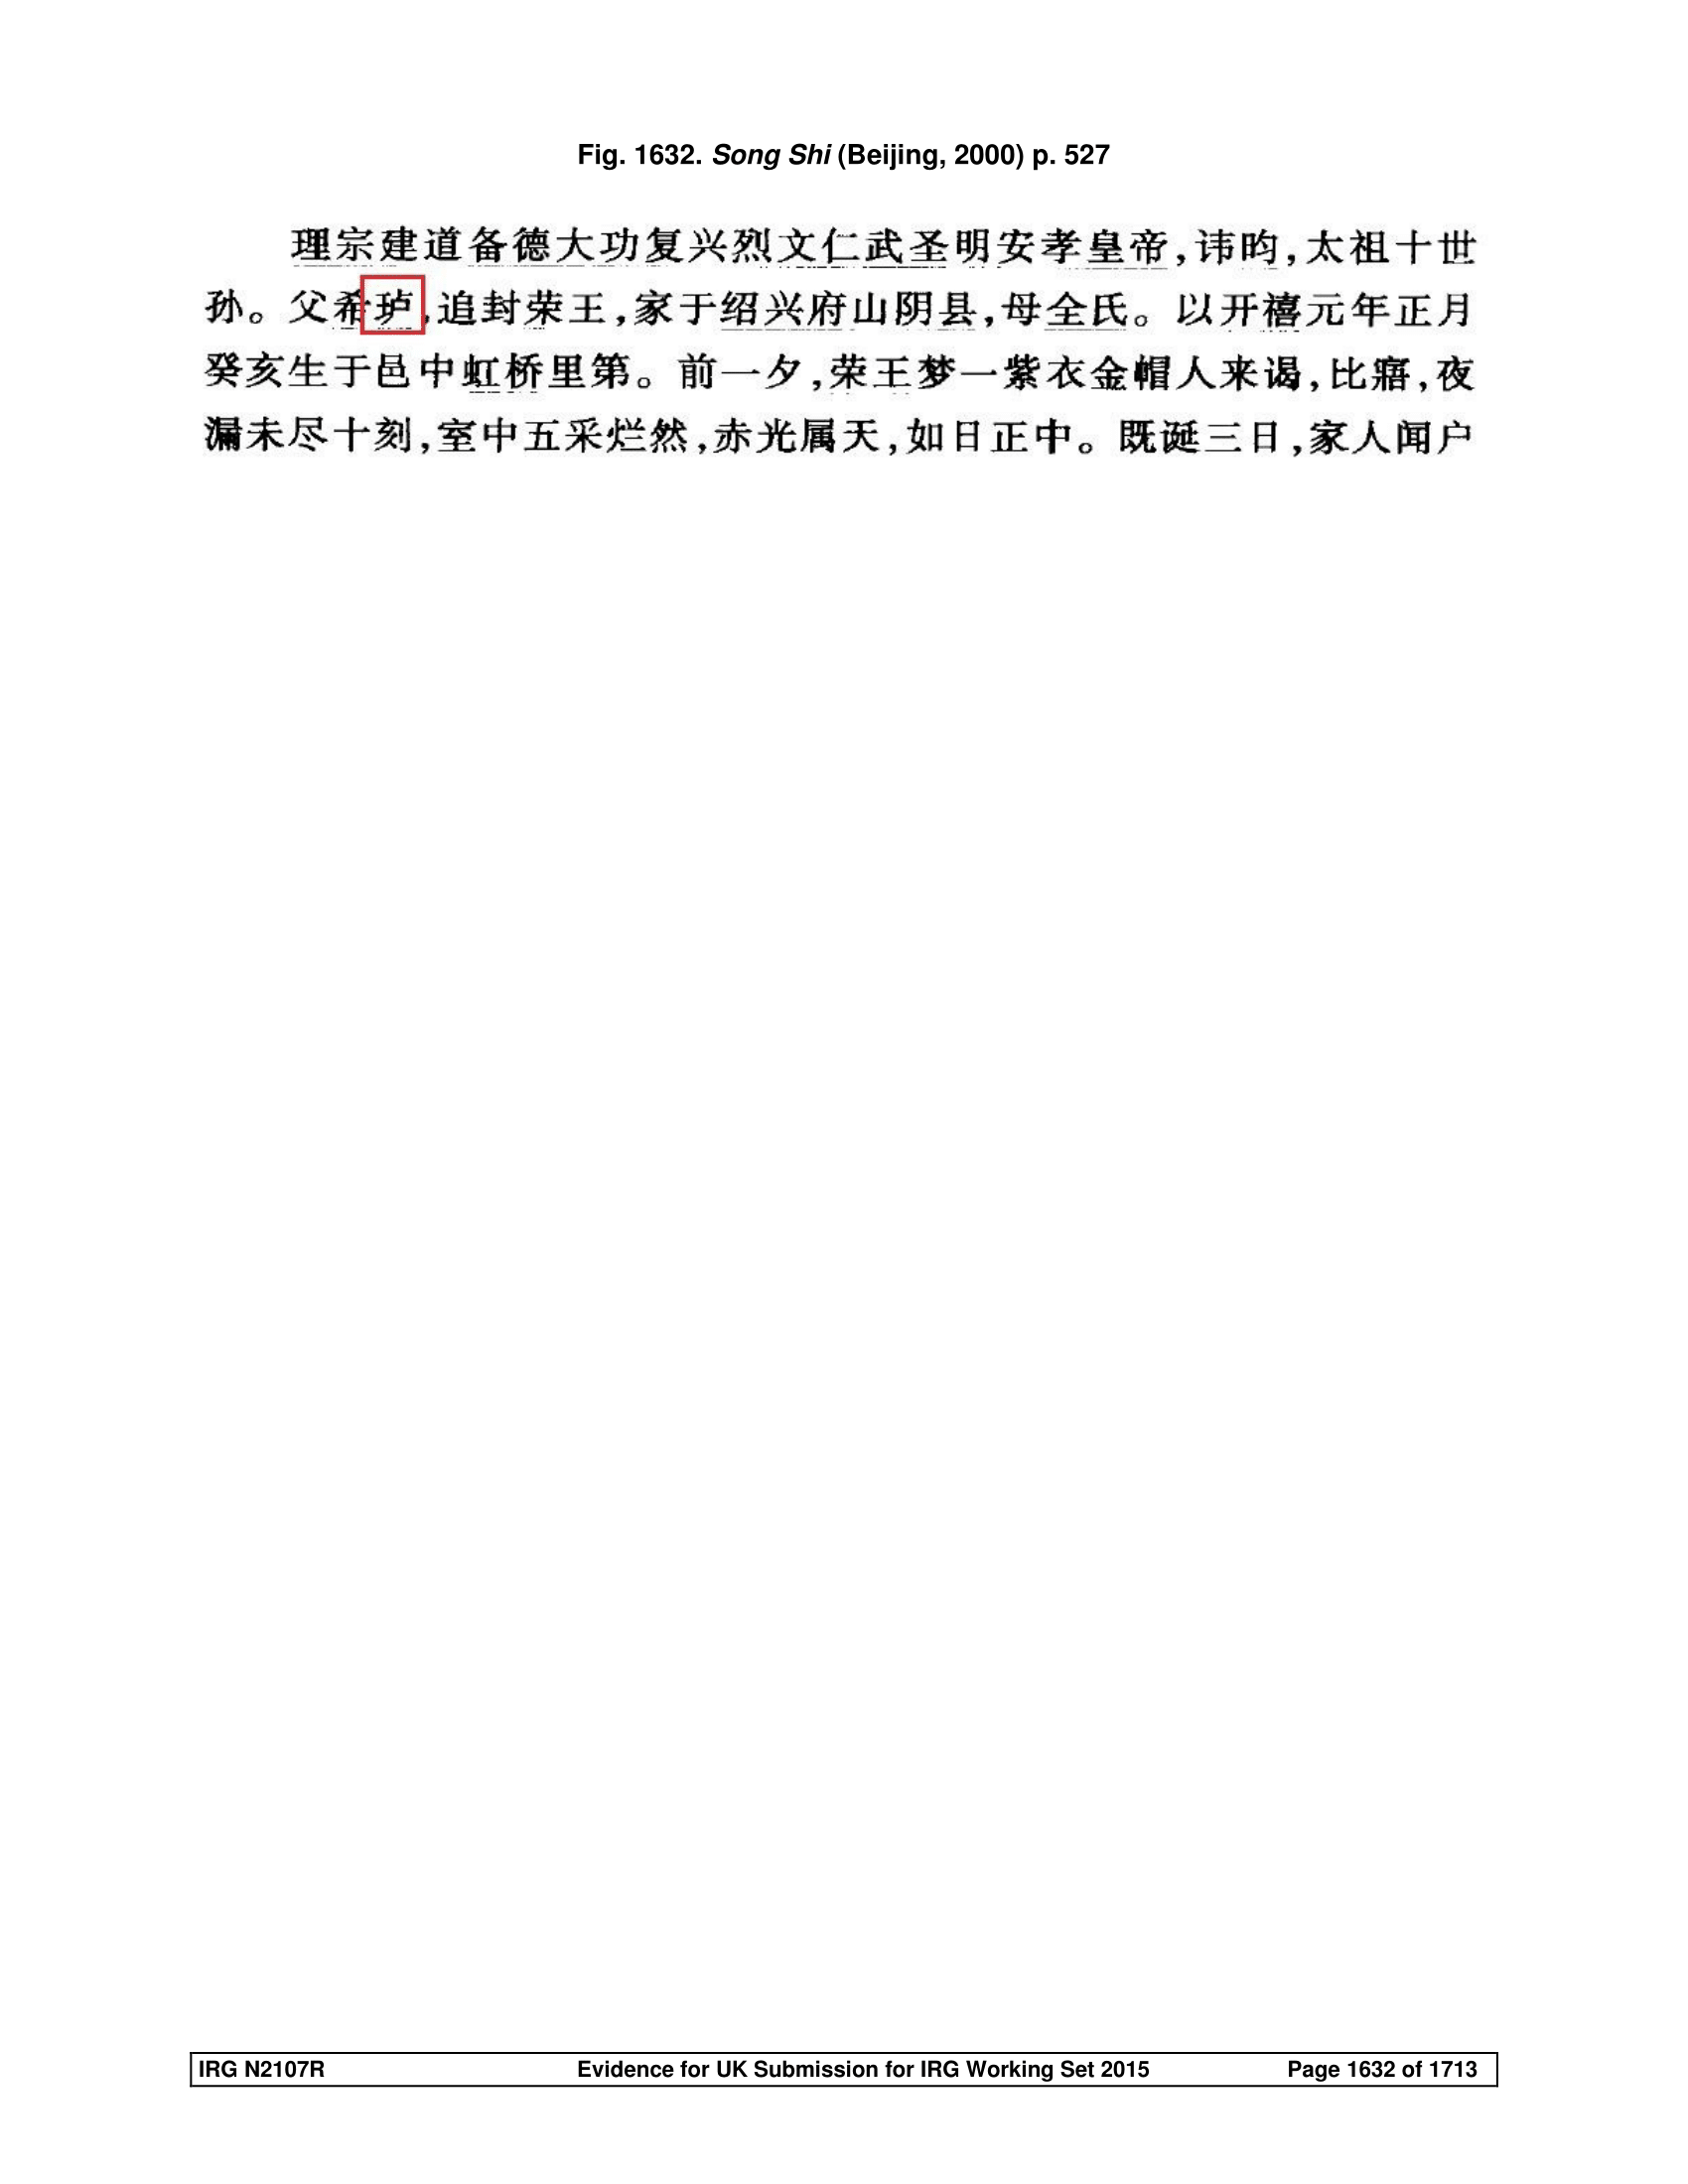 Fig. 1632. Song Shi (Beijing, 2000) p. 527
理宗建道备德大功复兴烈文仁武圣明安孝皇帝,讳昀,太祖十世
孙。父希𬍛,追封荣王,家于绍兴府山阴县,母全氏。以开禧元年正月
癸亥生于邑中虹桥里第。前一夕,荣王梦一紫衣金帽人来谒,比寤,夜
漏未尽十刻,室中五采烂然,赤光属天,如日正中。既诞三日,家人闻户
IRG N2107R Evidence for UK Submission for IRG Working Set 2015 Page 1632 of 1713